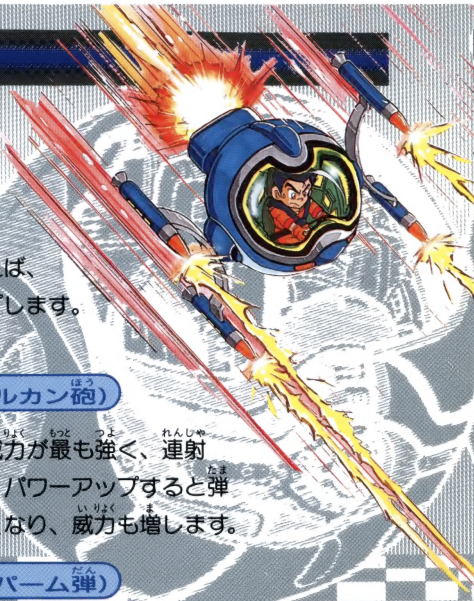 ば、
プします。
ルカン砲)
力が最も強く、連射
パワーアップすると弾
なり、威力も増します。
パーム弾)